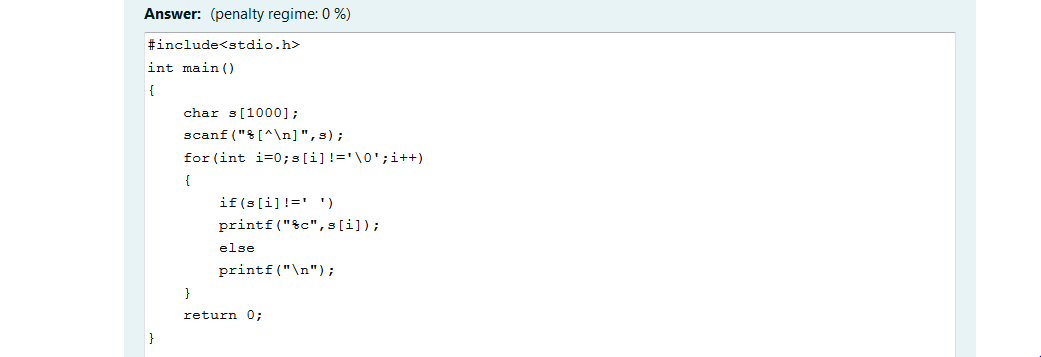 Answer: (penalty regime: 0 %)
#include<stdio.h>
int main()
{
    char s[1000];
    scanf("%[^\n]",s);
    for(int i=0;s[i]!='\0';i++)
    {
        if(s[i]!=' ')
        printf("%c",s[i]);
        else
        printf("\n");
    }
    return 0;
}